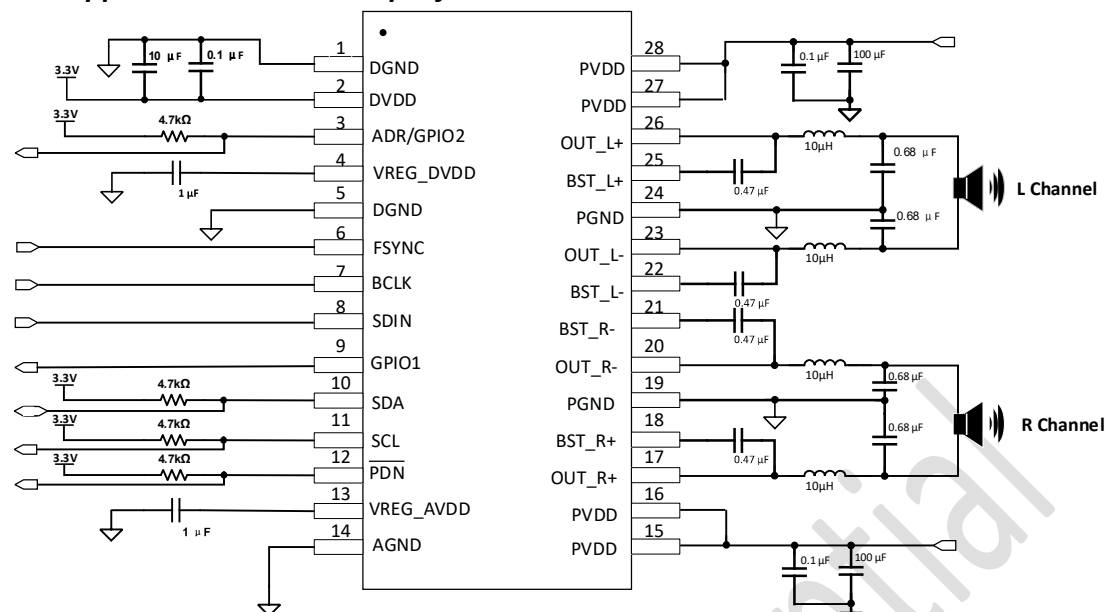 10 μF
0.1 μF
3.3V
3.3V
4.7kΩ
1 μF
3.3V
4.7kΩ
3.3V
4.7kΩ
3.3V
4.7kΩ
1 μF
1
DGND
2
DVDD
3
ADR/GPIO2
4
VREG_DVDD
5
DGND
6
FSYNC
7
BCLK
8
SDIN
9
GPIO1
10
SDA
11
SCL
12
PDN
13
VREG_AVDD
14
AGND
28
PVDD
27
PVDD
26
OUT_L+
25
BST_L+
24
PGND
23
OUT_L-
22
BST_L-
21
BST_R-
20
OUT_R-
19
PGND
18
BST_R+
17
OUT_R+
16
PVDD
15
PVDD
0.1 μF
100 μF
10μH
0.68 μF
0.47 μF
L Channel
0.68 μF
10μH
0.47 μF
0.47 μF
10μH
0.68 μF
R Channel
0.68 μF
0.47 μF
10μH
0.1 μF
100 μF